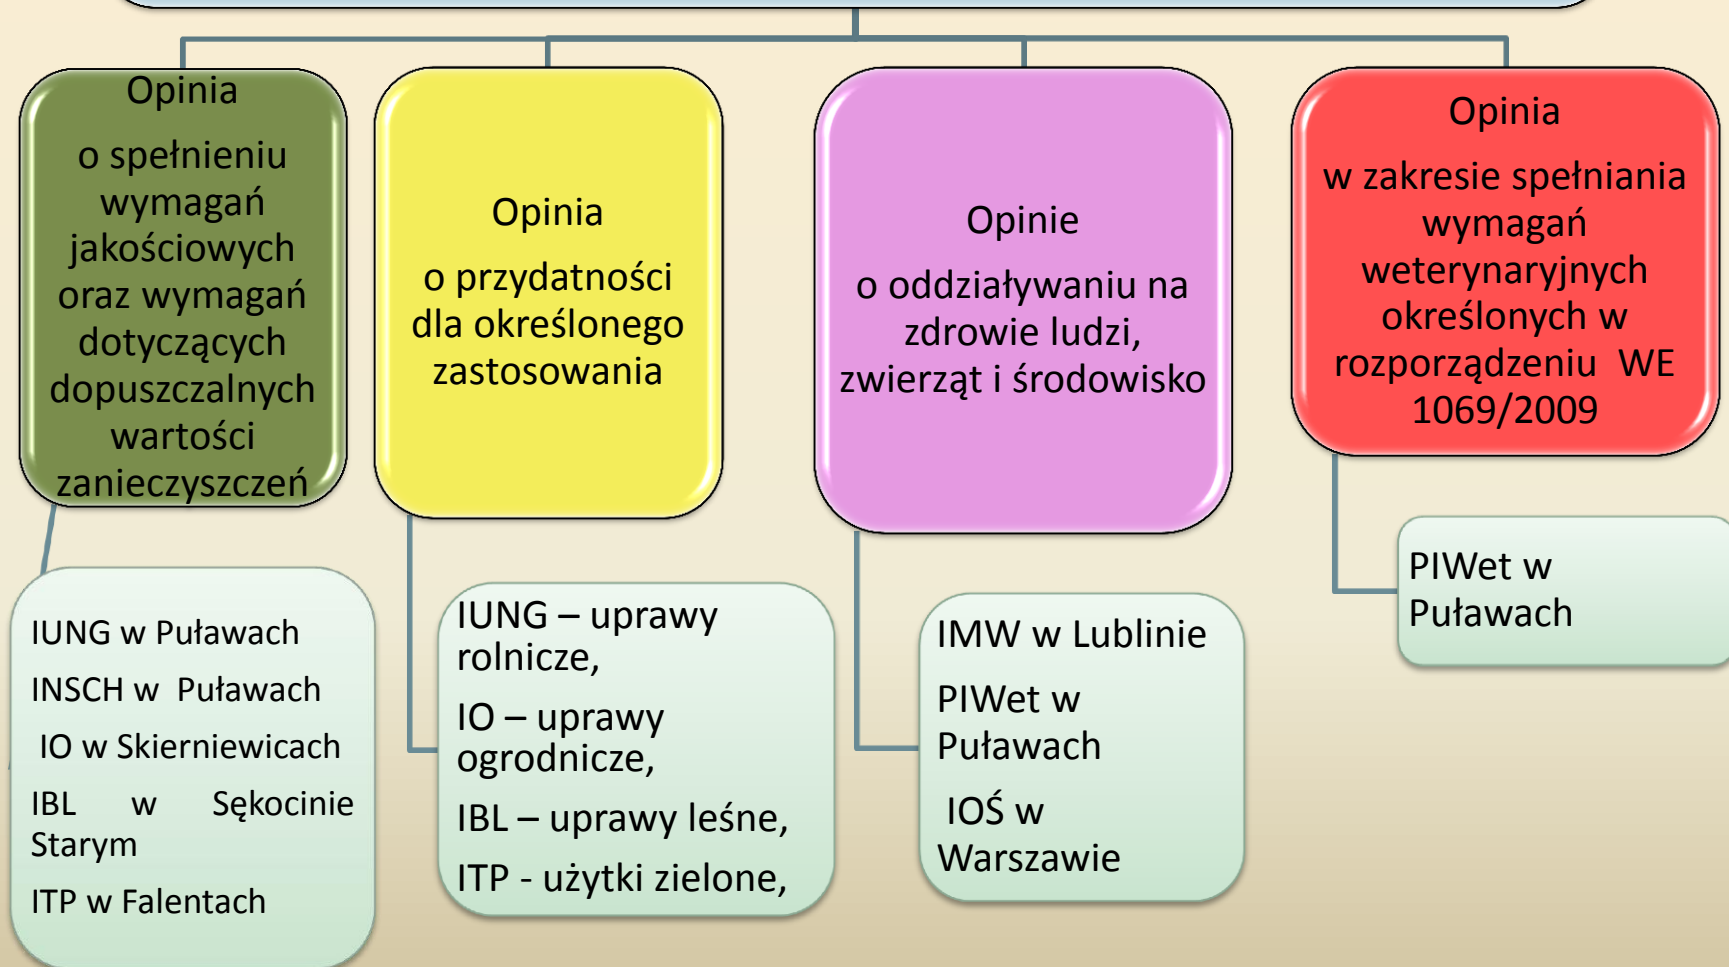 Opinia
o spełnieniu
wymagań
jakościowych
oraz wymagań
dotyczących
dopuszczalnych
wartości
zanieczyszczeń
IUNG w Puławach
INSCH w Puławach
IO w Skierniewicach
IBL w Sękocinie
Starym
ITP w Falentach
Opinia
o przydatności
dla określonego
zastosowania
IUNG – uprawy
rolnicze,
IO – uprawy
ogrodnicze,
IBL – uprawy leśne,
ITP - użytki zielone,
Opinie
o oddziaływaniu na
zdrowie ludzi,
zwierząt i środowisko
IMW w Lublinie
PIWet w
Puławach
IOŚ w
Warszawie
Opinia
w zakresie spełniania
wymagań
weterynaryjnych
określonych w
rozporządzeniu WE
1069/2009
PIWet w
Puławach